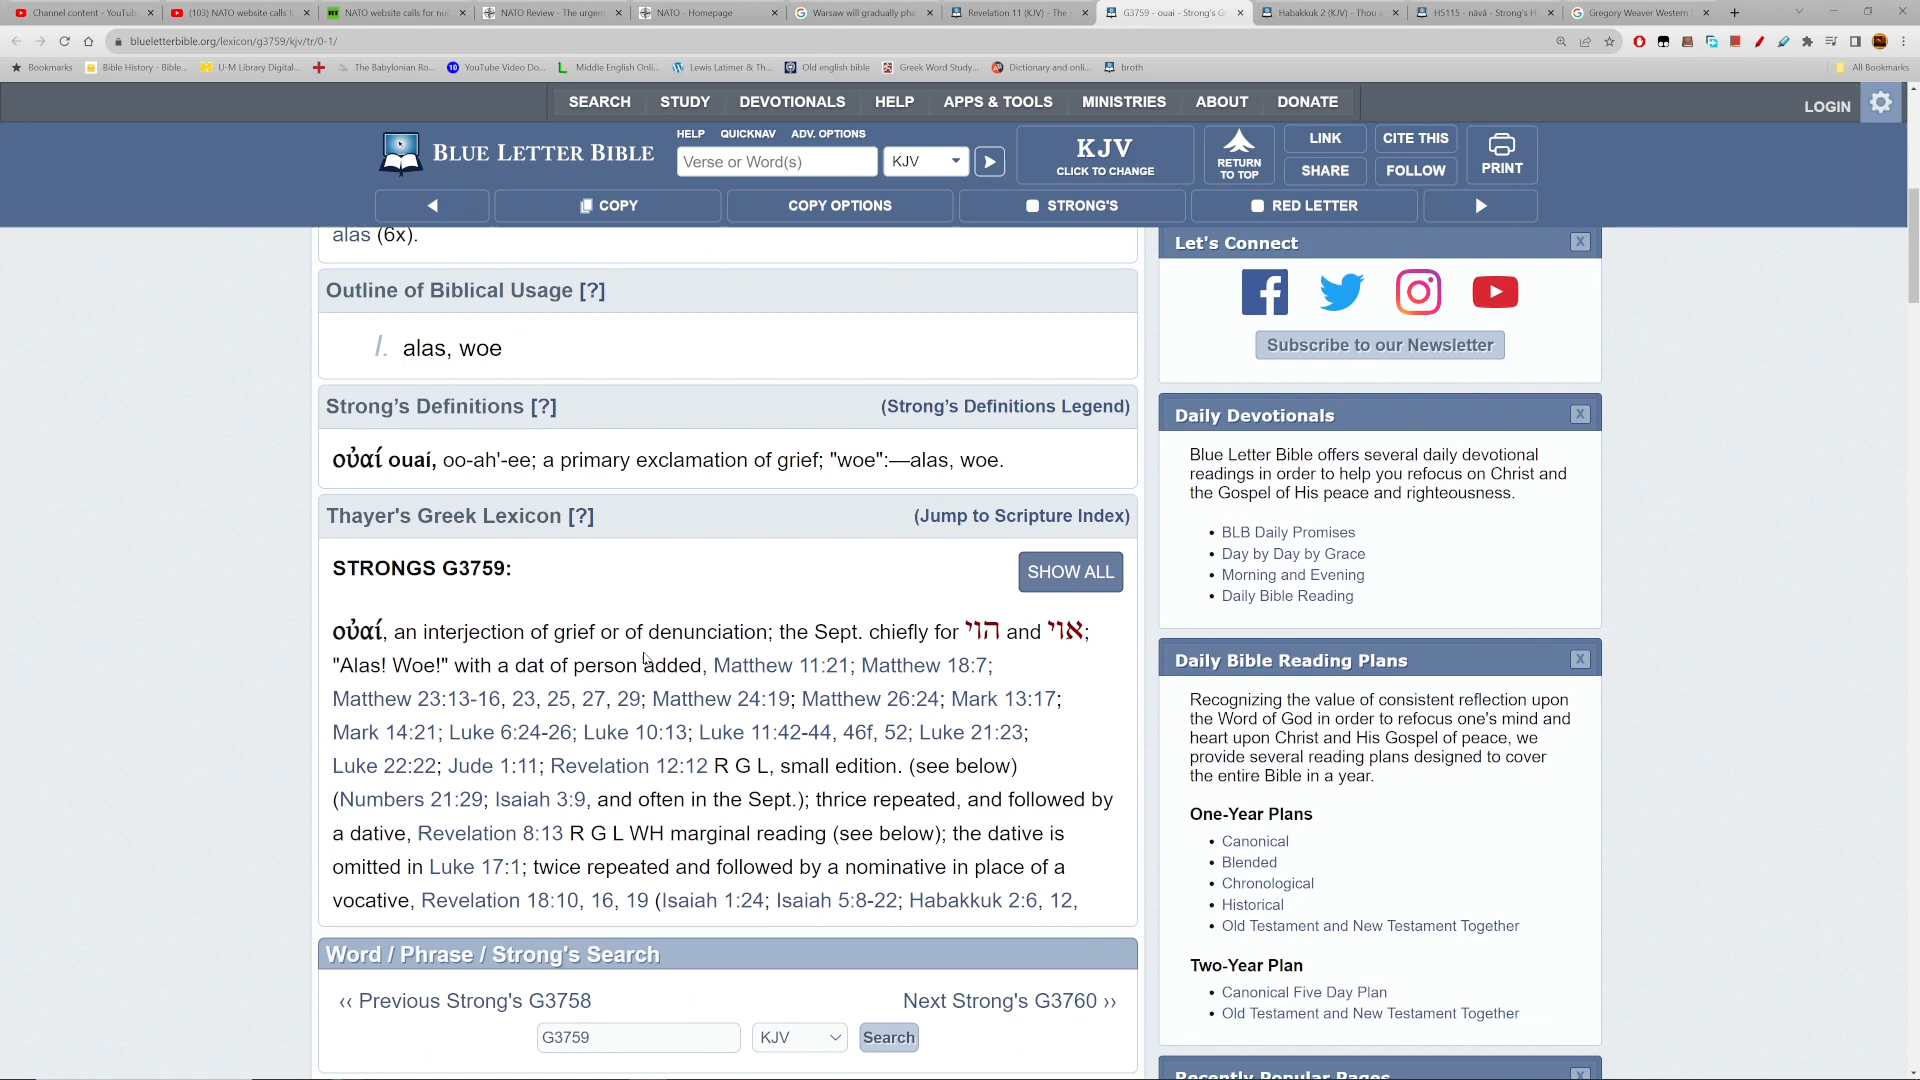 Channel content - YouTub
(103) NATO website calls f
NATO website calls for nuc
NATO Review - The urgen
NATO - Homepage
Warsaw will gradually pha
Revelation 11 (KJV) - The s
G3759 - ouai - Strong's Gr
Habakkuk 2 (KJV) - Thou
H5115 - nāvâ - Strong's H
Gregory Weaver Western
blueletterbible.org/lexicon/g3759/kjv/tr/0-1/
Bookmarks
Bible History - Bible...
U-M Library Digital...
The Babylonian Ro...
YouTube Video Do...
Middle English Onli...
Lewis Latimer & Th...
Old english bible
Greek Word Study...
Dictionary and onli...
broth
All Bookmarks
SEARCH STUDY DEVOTIONALS HELP APPS & TOOLS MINISTRIES ABOUT DONATE
LOGIN
BLUE LETTER BIBLE
HELP QUICKNAV ADV. OPTIONS
Verse or Word(s)
KJV
KJV
CLICK TO CHANGE
RETURN
TO TOP
LINK
CITE THIS
SHARE
FOLLOW
PRINT
COPY
COPY OPTIONS
STRONG'S
RED LETTER
alas (6x).
Outline of Biblical Usage [?]
I. alas, woe
Strong's Definitions [?]
(Strong's Definitions Legend)
οὐαί ouaí, oo-ah'-ee; a primary exclamation of grief; "woe":—alas, woe.
Thayer's Greek Lexicon [?]
(Jump to Scripture Index)
STRONGS G3759:
SHOW ALL
οὐαί, an interjection of grief or of denunciation; the Sept. chiefly for הוי and אוי;
"Alas! Woe!" with a dat of person added, Matthew 11:21; Matthew 18:7;
Matthew 23:13-16, 23, 25, 27, 29; Matthew 24:19; Matthew 26:24; Mark 13:17;
Mark 14:21; Luke 6:24-26; Luke 10:13; Luke 11:42-44, 46f, 52; Luke 21:23;
Luke 22:22; Jude 1:11; Revelation 12:12 R G L, small edition. (see below)
(Numbers 21:29; Isaiah 3:9, and often in the Sept.); thrice repeated, and followed by
a dative, Revelation 8:13 R G L WH marginal reading (see below); the dative is
omitted in Luke 17:1; twice repeated and followed by a nominative in place of a
vocative, Revelation 18:10, 16, 19 (Isaiah 1:24; Isaiah 5:8-22; Habakkuk 2:6, 12,
Word / Phrase / Strong's Search
‹‹ Previous Strong's G3758
Next Strong's G3760 ››
G3759
KJV
Search
Let's Connect
X
Subscribe to our Newsletter
Daily Devotionals
X
Blue Letter Bible offers several daily devotional
readings in order to help you refocus on Christ and
the Gospel of His peace and righteousness.
• BLB Daily Promises
• Day by Day by Grace
• Morning and Evening
• Daily Bible Reading
Daily Bible Reading Plans
X
Recognizing the value of consistent reflection upon
the Word of God in order to refocus one's mind and
heart upon Christ and His Gospel of peace, we
provide several reading plans designed to cover
the entire Bible in a year.
One-Year Plans
• Canonical
• Blended
• Chronological
• Historical
• Old Testament and New Testament Together
Two-Year Plan
• Canonical Five Day Plan
• Old Testament and New Testament Together
Recently Popular Pages
X